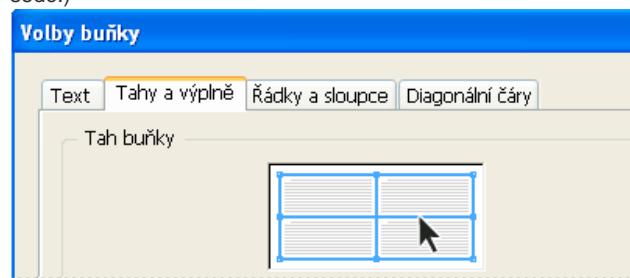 Volby buňky
Text Tahy a výplně Řádky a sloupce Diagonální čáry
Tah buňky